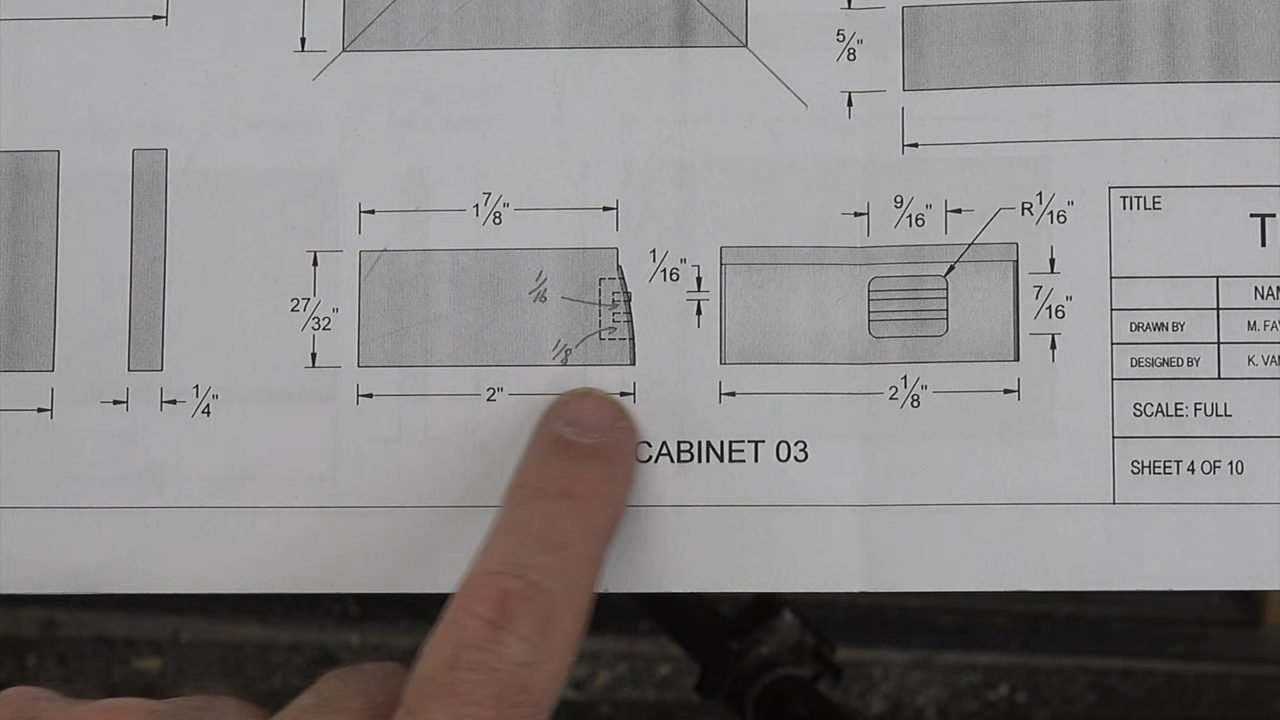 5/8"
1 7/8"
9/16"
R1/16"
TITLE
T
1/16"
1/16
27/32"
7/16"
NAM
DRAWN BY
M. FA
1/8
DESIGNED BY
K. VA
1/4"
2"
2 1/8"
SCALE: FULL
CABINET 03
SHEET 4 OF 10